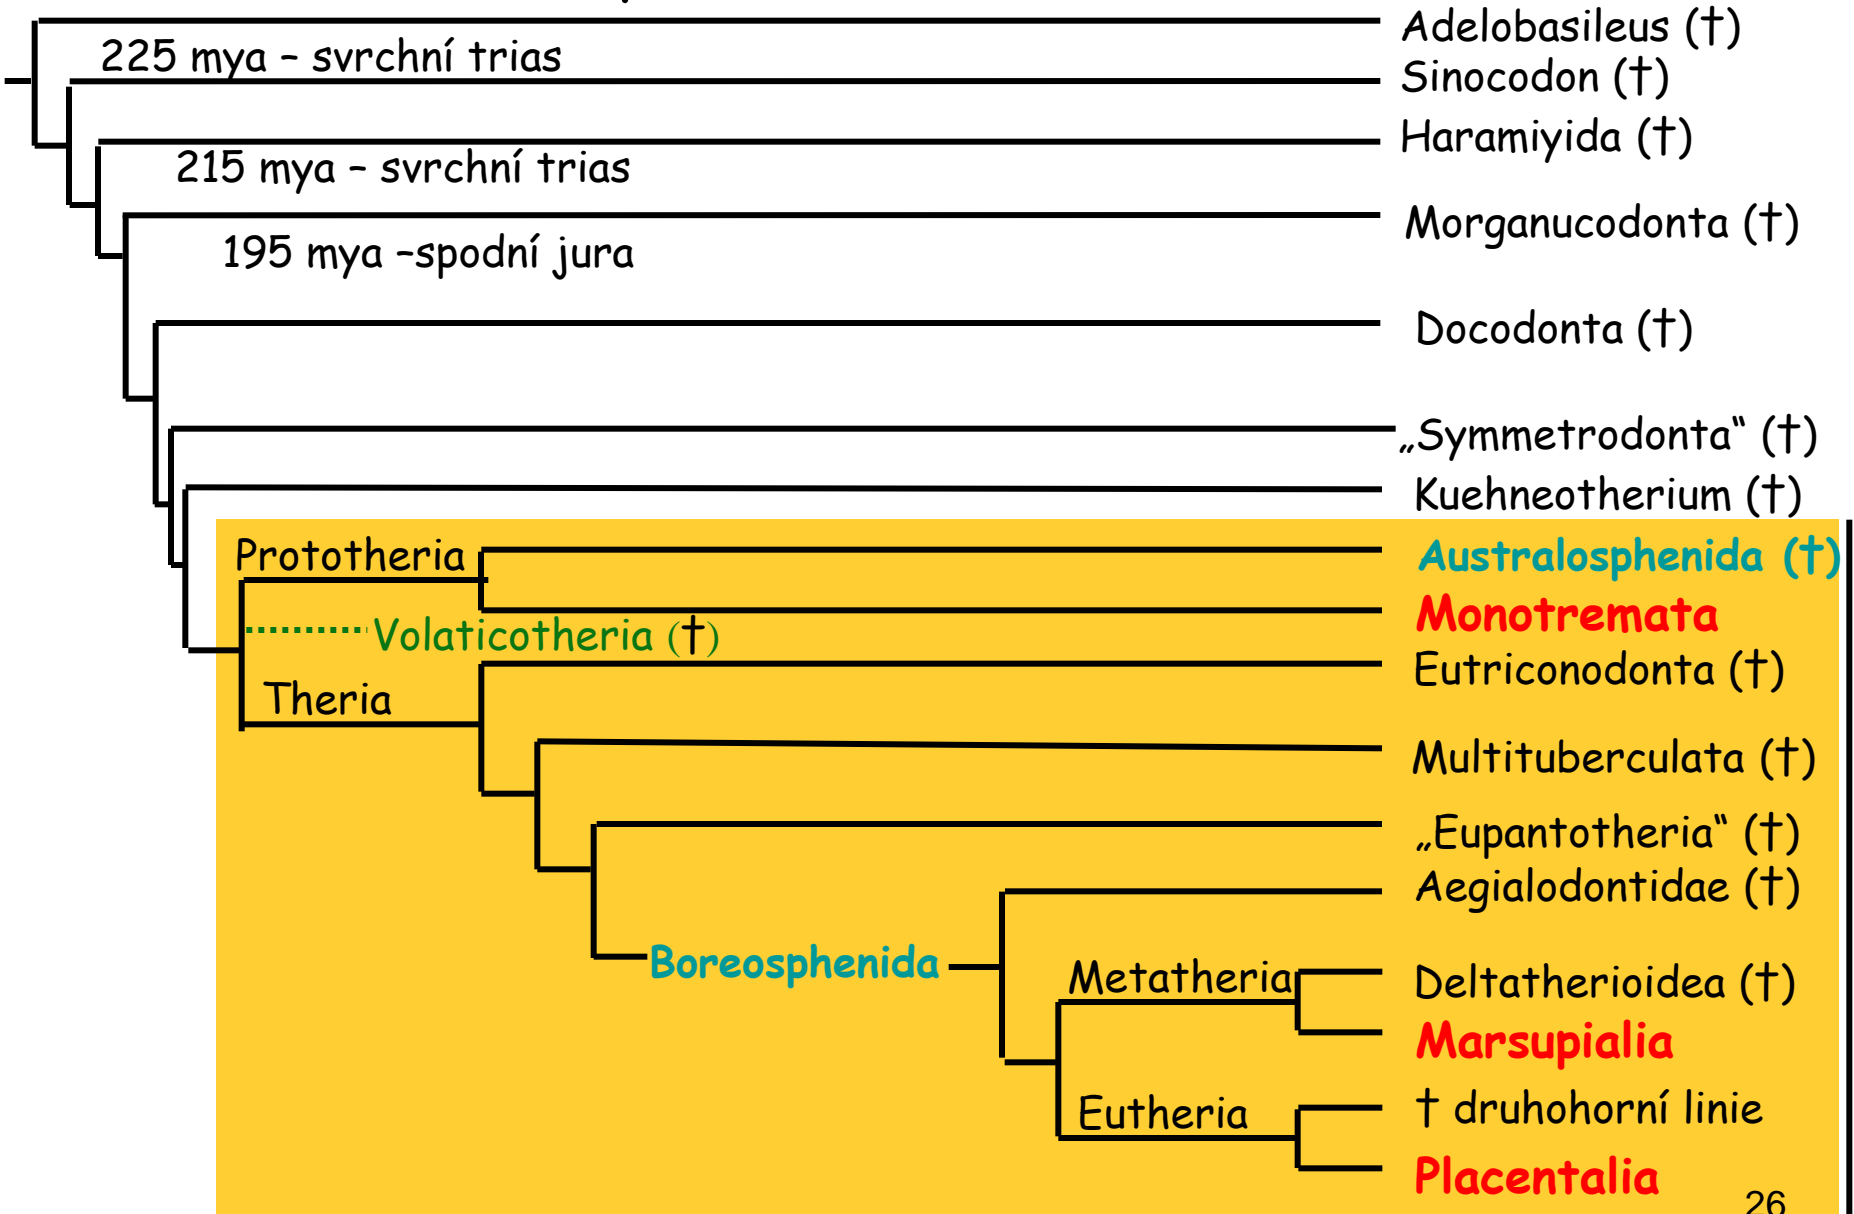 Adelobasileus (†)
225 mya – svrchní trias
Sinocodon (†)
Haramiyida (†)
215 mya – svrchní trias
Morganucodonta (†)
195 mya –spodní jura
Docodonta (†)
„Symmetrodonta“ (†)
Kuehneotherium (†)
Prototheria
Australosphenida (†)
Monotremata
Volaticotheria (†)
Eutriconodonta (†)
Theria
Multituberculata (†)
„Eupantotheria“ (†)
Aegialodontidae (†)
Boreosphenida
Metatheria
Deltatherioidea (†)
Marsupialia
Eutheria
† druhohorní linie
Placentalia
26